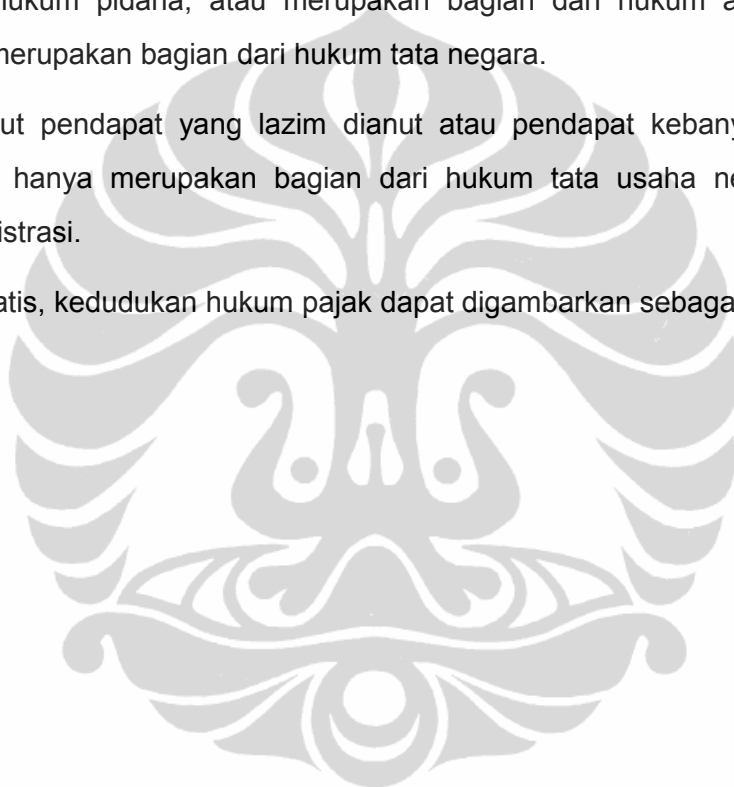 hukum pidana, atau merupakan bagian dari hukum a
merupakan bagian dari hukum tata negara.
ut pendapat yang lazim dianut atau pendapat kebany
hanya merupakan bagian dari hukum tata usaha ne
istrasi.
atis, kedudukan hukum pajak dapat digambarkan sebaga